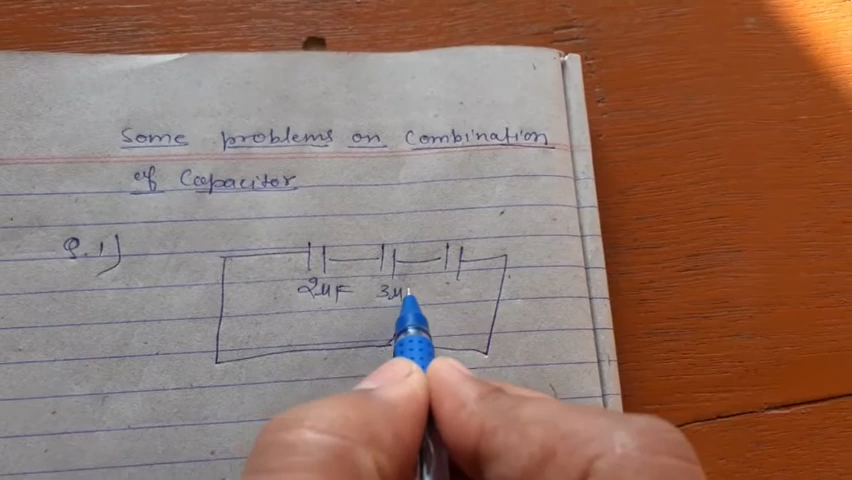 Some problems on Combination
of Capacitor
Q.1)
2μF 3μ